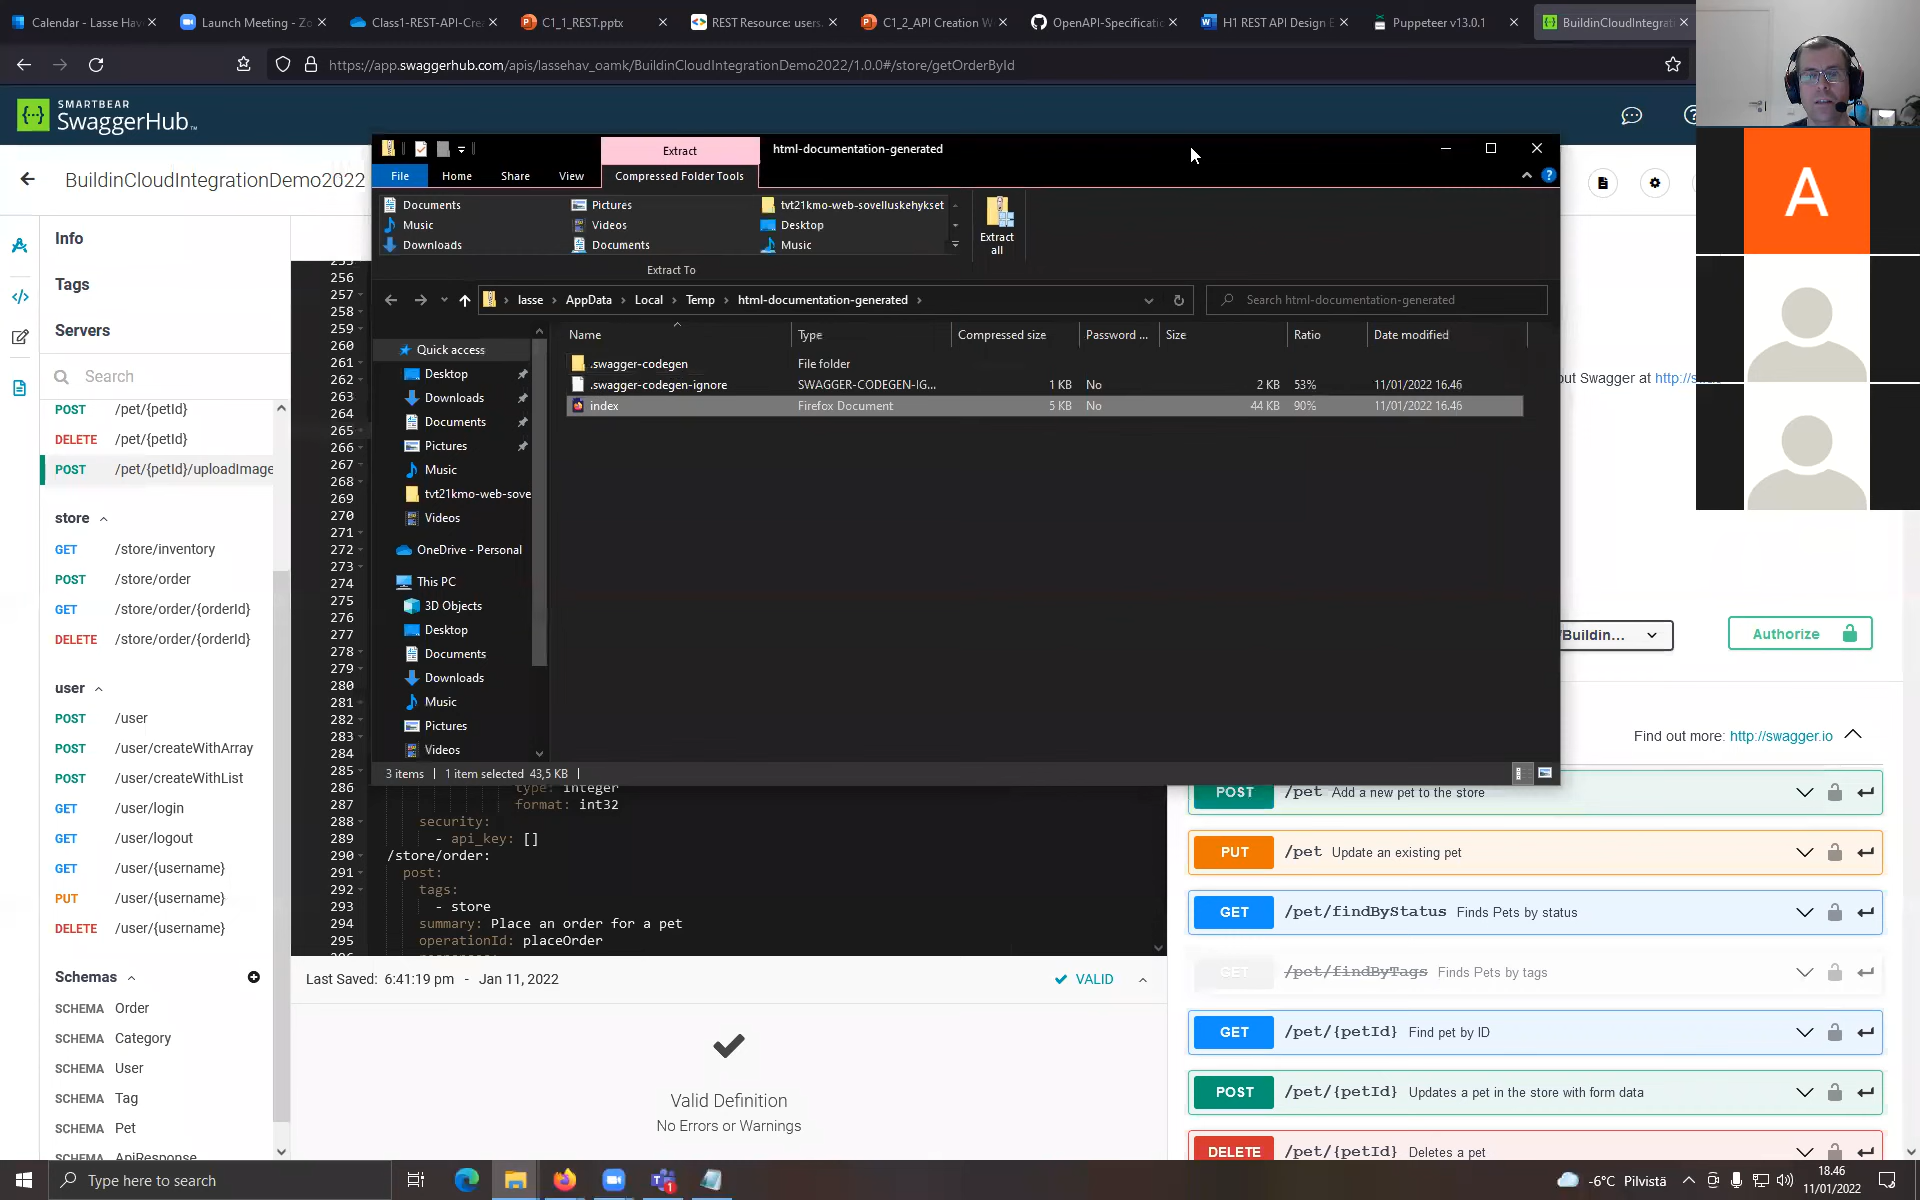 Calendar - Lasse Hav
Launch Meeting - Zo
Class1-REST-API-Cre
C1_1_REST.pptx
REST Resource: users.
C1_2_API Creation W
OpenAPI-Specificatio
H1 REST API Design E
Puppeteer v13.0.1
BuildinCloudIntegrati
https://app.swaggerhub.com/apis/lassehav_oamk/BuildinCloudIntegrationDemo2022/1.0.0#/store/getOrderById
SMARTBEAR
SwaggerHub™
BuildinCloudIntegrationDemo2022
Info
Tags
Servers
Search
POST /pet/{petId}
DELETE /pet/{petId}
POST /pet/{petId}/uploadImage
store
GET /store/inventory
POST /store/order
GET /store/order/{orderId}
DELETE /store/order/{orderId}
user
POST /user
POST /user/createWithArray
POST /user/createWithList
GET /user/login
GET /user/logout
GET /user/{username}
PUT /user/{username}
DELETE /user/{username}
Schemas
SCHEMA Order
SCHEMA Category
SCHEMA User
SCHEMA Tag
SCHEMA Pet
SCHEMA ApiResponse
Extract
html-documentation-generated
File
Home
Share
View
Compressed Folder Tools
Documents Pictures tvt21kmo-web-sovelluskehykset
Music Videos Desktop
Downloads Documents Music
Extract To
Extract
all
lasse › AppData › Local › Temp › html-documentation-generated ›
Search html-documentation-generated
Name Type Compressed size Password ... Size Ratio Date modified
.swagger-codegen File folder
.swagger-codegen-ignore SWAGGER-CODEGEN-IG... 1 KB No 2 KB 53% 11/01/2022 16.46
index Firefox Document 5 KB No 44 KB 90% 11/01/2022 16.46
Quick access
Desktop
Downloads
Documents
Pictures
Music
tvt21kmo-web-sove
Videos
OneDrive - Personal
This PC
3D Objects
Desktop
Documents
Downloads
Music
Pictures
Videos
3 items 1 item selected 43,5 KB
256
257
258
259
260
261
262
263
264
265
266
267
268
269
270
271
272
273
274
275
276
277
278
279
280
281
282
283
284
285
286 type: integer
287 format: int32
288 security:
289 - api_key: []
290 /store/order:
291 post:
292 tags:
293 - store
294 summary: Place an order for a pet
295 operationId: placeOrder
Last Saved: 6:41:19 pm - Jan 11, 2022
VALID
Valid Definition
No Errors or Warnings
A
out Swagger at http://s
/Buildin...
Authorize
Find out more: http://swagger.io
POST /pet Add a new pet to the store
PUT /pet Update an existing pet
GET /pet/findByStatus Finds Pets by status
GET /pet/findByTags Finds Pets by tags
GET /pet/{petId} Find pet by ID
POST /pet/{petId} Updates a pet in the store with form data
DELETE /pet/{petId} Deletes a pet
Type here to search
-6°C Pilvistä
18.46
11/01/2022